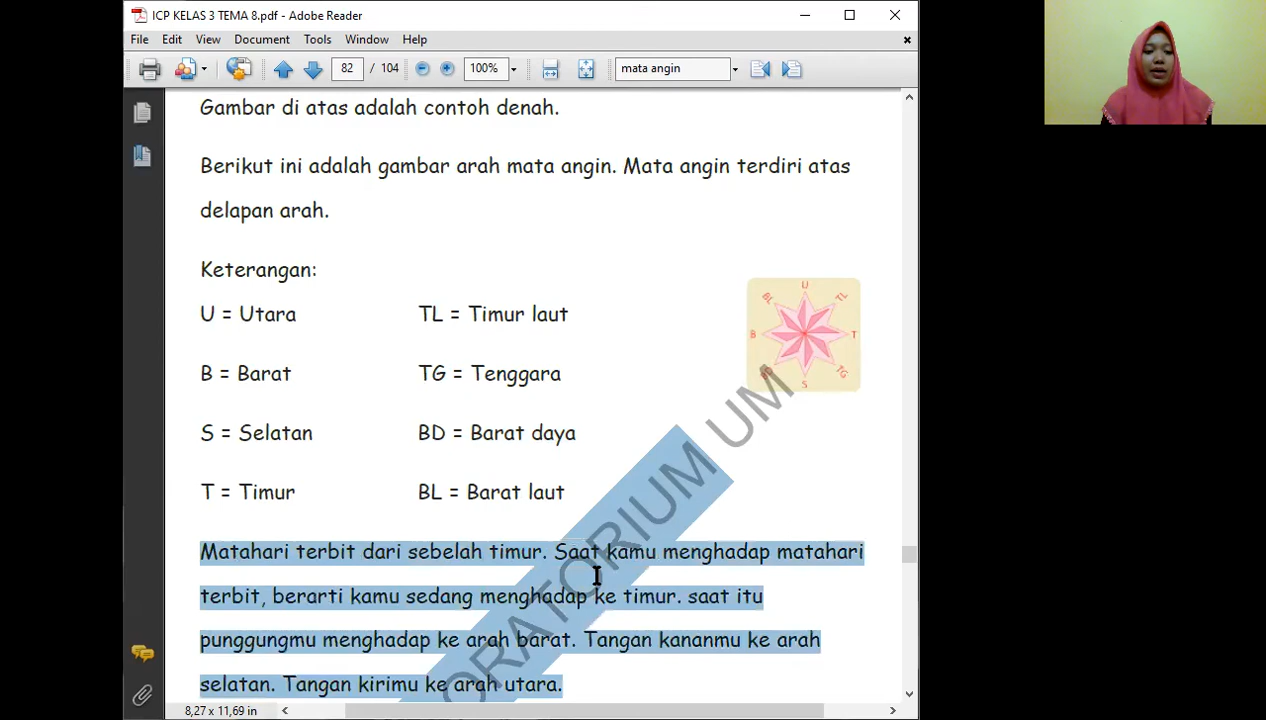 ICP KELAS 3 TEMA 8.pdf - Adobe Reader
File Edit View Document Tools Window Help
82 / 104 100% mata angin
Gambar di atas adalah contoh denah.
Berikut ini adalah gambar arah mata angin. Mata angin terdiri atas
delapan arah.
Keterangan:
U = Utara TL = Timur laut
B = Barat TG = Tenggara
S = Selatan BD = Barat daya
T = Timur BL = Barat laut
U
BL TL
B T
BD TG
S
Matahari terbit dari sebelah timur. Saat kamu menghadap matahari
terbit, berarti kamu sedang menghadap ke timur. saat itu
punggungmu menghadap ke arah barat. Tangan kananmu ke arah
selatan. Tangan kirimu ke arah utara.
ORATORIUM UM
8,27 x 11,69 in